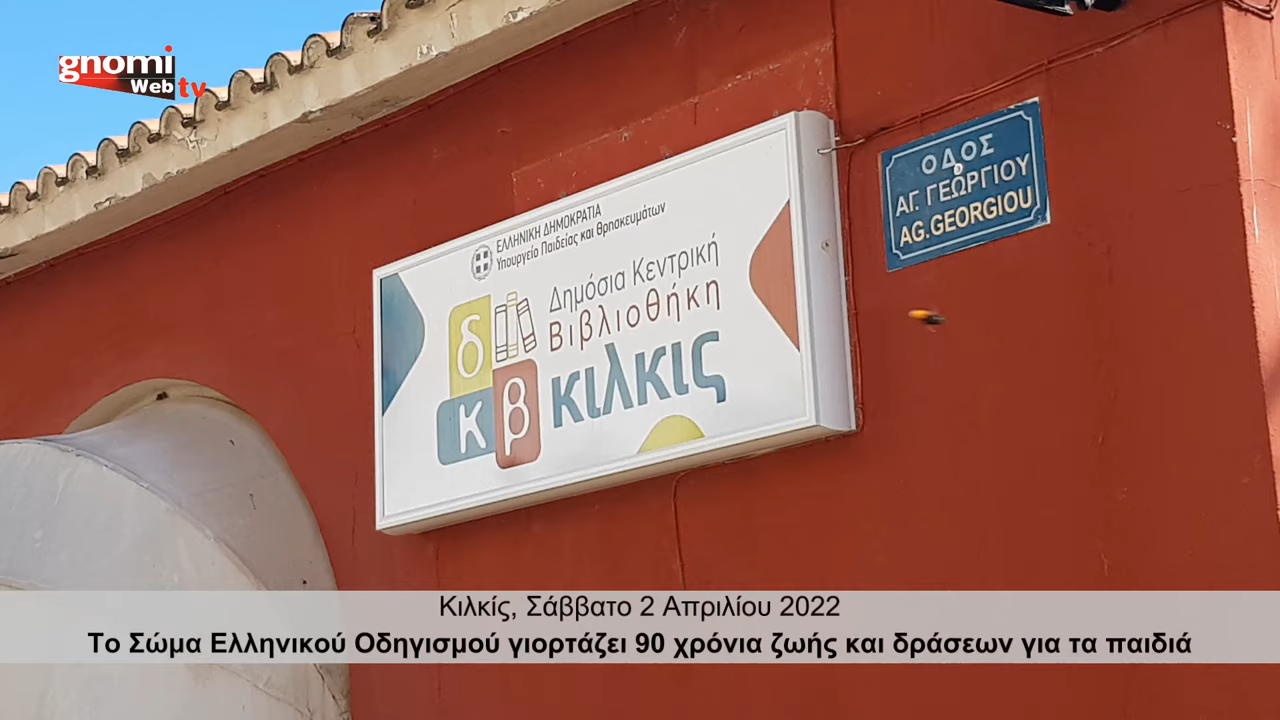 gnomi
Web tv
ΟΔΟΣ
ΑΓ. ΓΕΩΡΓΙΟΥ
AG.GEORGIOU
ΕΛΛΗΝΙΚΗ ΔΗΜΟΚΡΑΤΙΑ
Υπουργείο Παιδείας και Θρησκευμάτων
Δημόσια Κεντρική
Βιβλιοθήκη
κιλκις
δ
κ β
Κιλκίς, Σάββατο 2 Απριλίου 2022
Το Σώμα Ελληνικού Οδηγισμού γιορτάζει 90 χρόνια ζωής και δράσεων για τα παιδιά